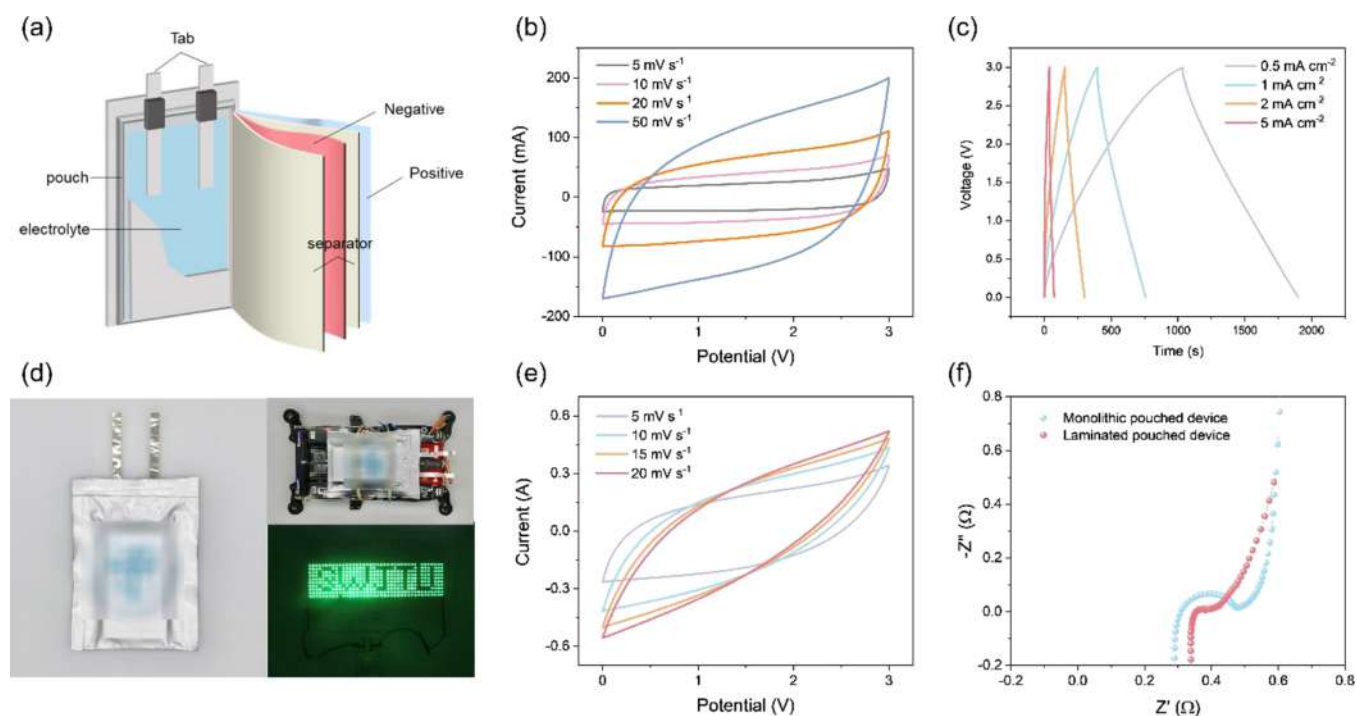 (a)
Tab
Negative
Positive
pouch
electrolyte
separator
(b)
5 mV s⁻¹
10 mV s⁻¹
20 mV s⁻¹
50 mV s⁻¹
200
100
0
-100
-200
Current (mA)
0 1 2 3
Potential (V)
(c)
0.5 mA cm⁻²
1 mA cm⁻²
2 mA cm⁻²
5 mA cm⁻²
3.0
2.5
2.0
1.5
1.0
0.5
0.0
Voltage (V)
0 500 1000 1500 2000
Time (s)
(d)
SWJTU
(e)
5 mV s⁻¹
10 mV s⁻¹
15 mV s⁻¹
20 mV s⁻¹
0.6
0.3
0.0
-0.3
-0.6
Current (A)
0 1 2 3
Potential (V)
(f)
Monolithic pouched device
Laminated pouched device
0.8
0.6
0.4
0.2
0.0
-0.2
-Z'' (Ω)
-0.2 0.0 0.2 0.4 0.6 0.8
Z' (Ω)